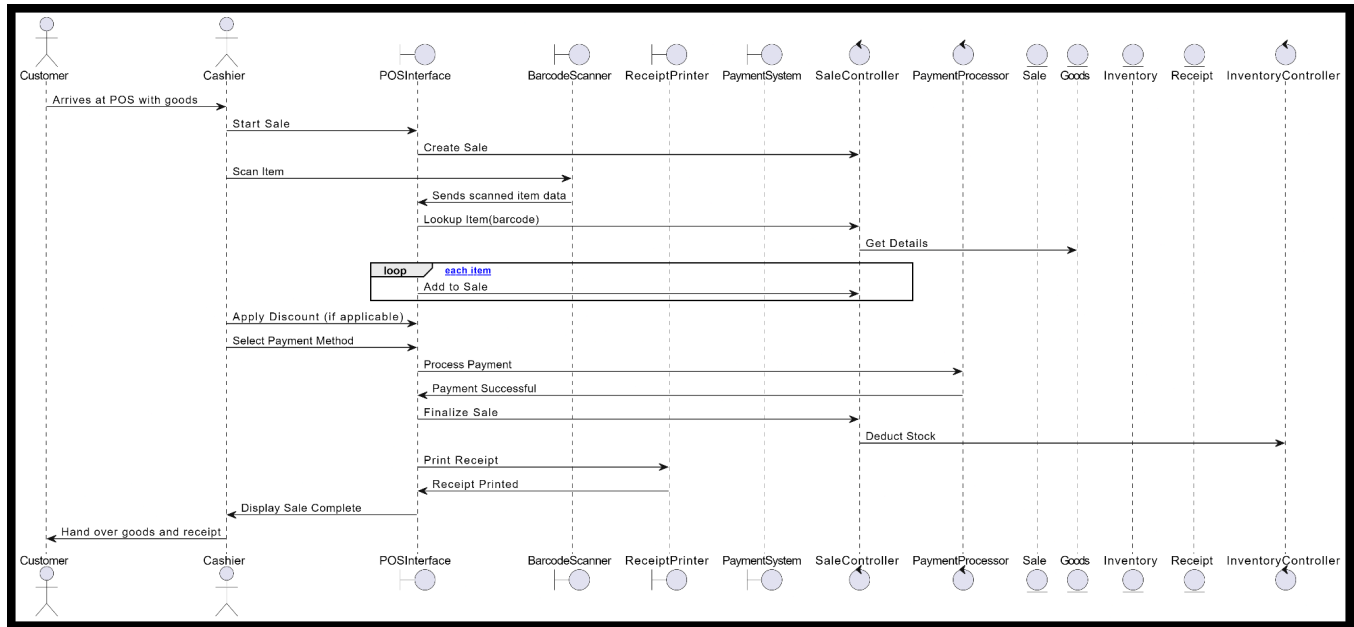 Customer Cashier POSInterface BarcodeScanner ReceiptPrinter PaymentSystem SaleController PaymentProcessor Sale Goods Inventory Receipt InventoryController
Arrives at POS with goods
Start Sale
Create Sale
Scan Item
Sends scanned item data
Lookup Item(barcode)
Get Details
loop each item
Add to Sale
Apply Discount (if applicable)
Select Payment Method
Process Payment
Payment Successful
Finalize Sale
Deduct Stock
Print Receipt
Receipt Printed
Display Sale Complete
Hand over goods and receipt
Customer Cashier POSInterface BarcodeScanner ReceiptPrinter PaymentSystem SaleController PaymentProcessor Sale Goods Inventory Receipt InventoryController